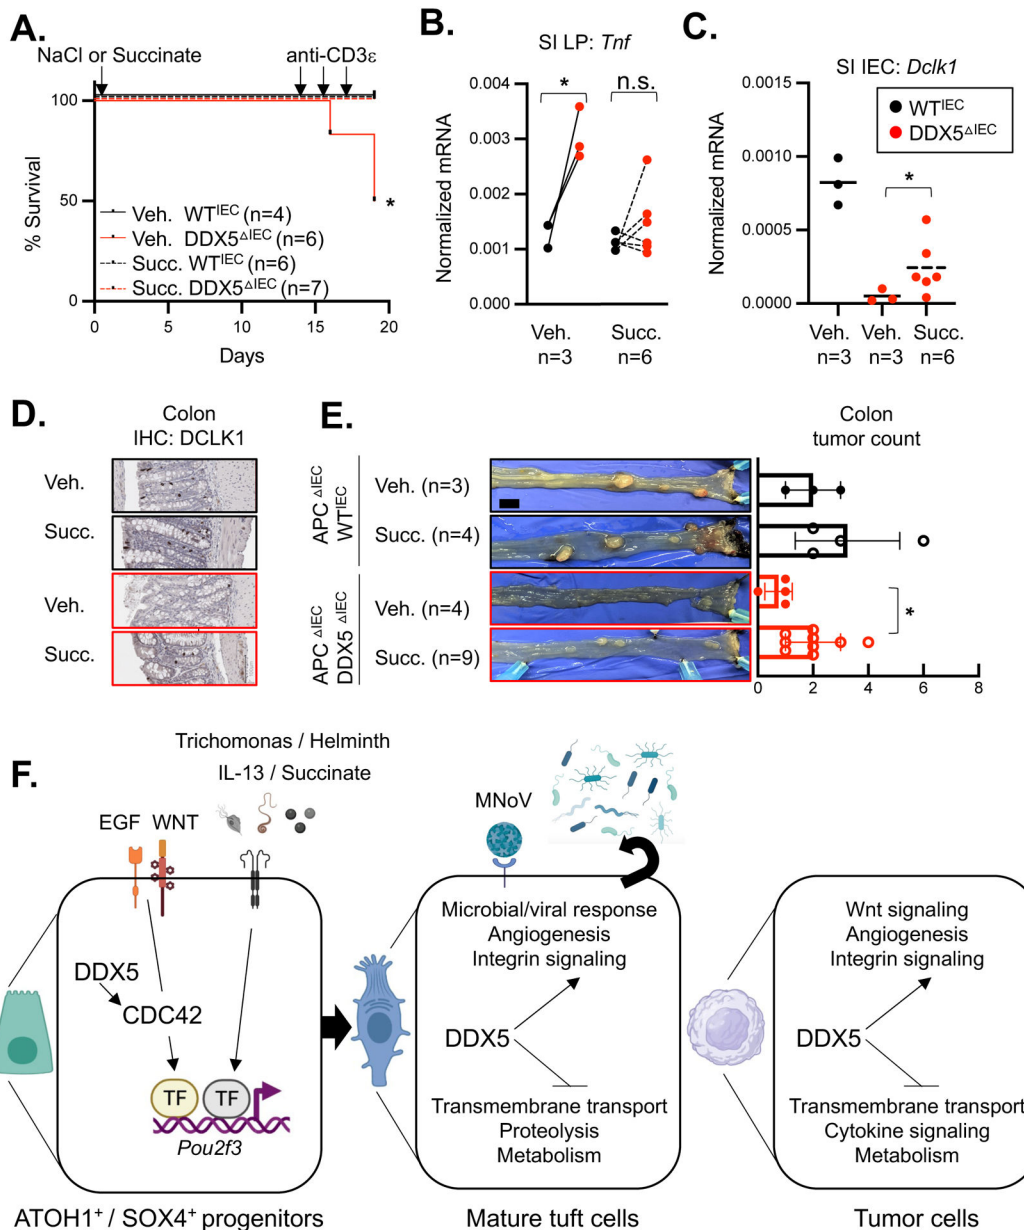 A.
NaCl or Succinate
anti-CD3ε
% Survival
100
50
0
Veh. WT^IEC (n=4)
Veh. DDX5^△IEC (n=6)
Succ. WT^IEC (n=6)
Succ. DDX5^△IEC (n=7)
*
0 5 10 15 20
Days
B.
SI LP: Tnf
Normalized mRNA
0.004
0.003
0.002
0.001
0.000
*
n.s.
Veh. Succ.
n=3 n=6
C.
SI IEC: Dclk1
WT^IEC
DDX5^△IEC
Normalized mRNA
0.0015
0.0010
0.0005
0.0000
*
Veh. Veh. Succ.
n=3 n=3 n=6
D.
Colon
IHC: DCLK1
Veh.
Succ.
Veh.
Succ.
E.
Colon
tumor count
APC^△IEC
WT^IEC
Veh. (n=3)
Succ. (n=4)
APC^△IEC
DDX5^△IEC
Veh. (n=4)
Succ. (n=9)
*
0 2 4 6 8
F.
Trichomonas / Helminth
IL-13 / Succinate
EGF WNT
DDX5
CDC42
TF TF
Pou2f3
ATOH1⁺ / SOX4⁺ progenitors
MNoV
Microbial/viral response
Angiogenesis
Integrin signaling
DDX5
Transmembrane transport
Proteolysis
Metabolism
Mature tuft cells
Wnt signaling
Angiogenesis
Integrin signaling
DDX5
Transmembrane transport
Cytokine signaling
Metabolism
Tumor cells